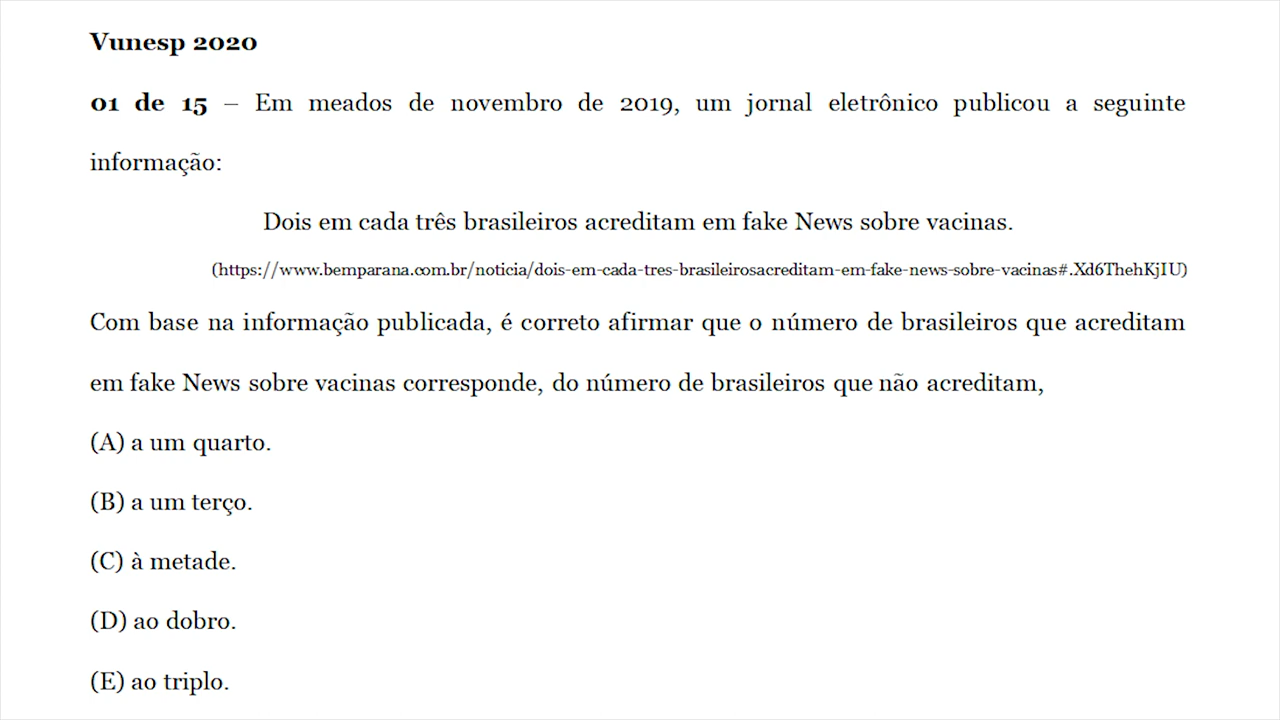 Vunesp 2020
01 de 15 – Em meados de novembro de 2019, um jornal eletrônico publicou a seguinte
informação:
Dois em cada três brasileiros acreditam em fake News sobre vacinas.
(https://www.bemparana.com.br/noticia/dois-em-cada-tres-brasileirosacreditam-em-fake-news-sobre-vacinas#.Xd6ThehKjIU)
Com base na informação publicada, é correto afirmar que o número de brasileiros que acreditam
em fake News sobre vacinas corresponde, do número de brasileiros que não acreditam,
(A) a um quarto.
(B) a um terço.
(C) à metade.
(D) ao dobro.
(E) ao triplo.